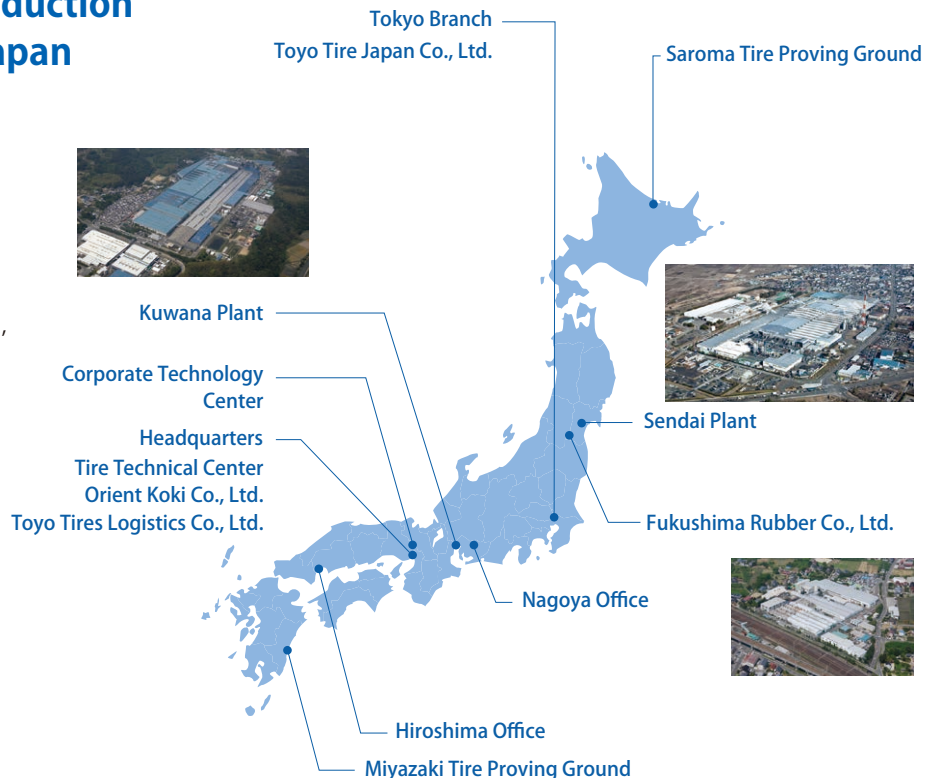 duction
apan
,
Tokyo Branch
Toyo Tire Japan Co., Ltd.
Saroma Tire Proving Ground
Kuwana Plant
Corporate Technology
Center
Headquarters
Tire Technical Center
Orient Koki Co., Ltd.
Toyo Tires Logistics Co., Ltd.
Sendai Plant
Fukushima Rubber Co., Ltd.
Nagoya Office
Hiroshima Office
Miyazaki Tire Proving Ground